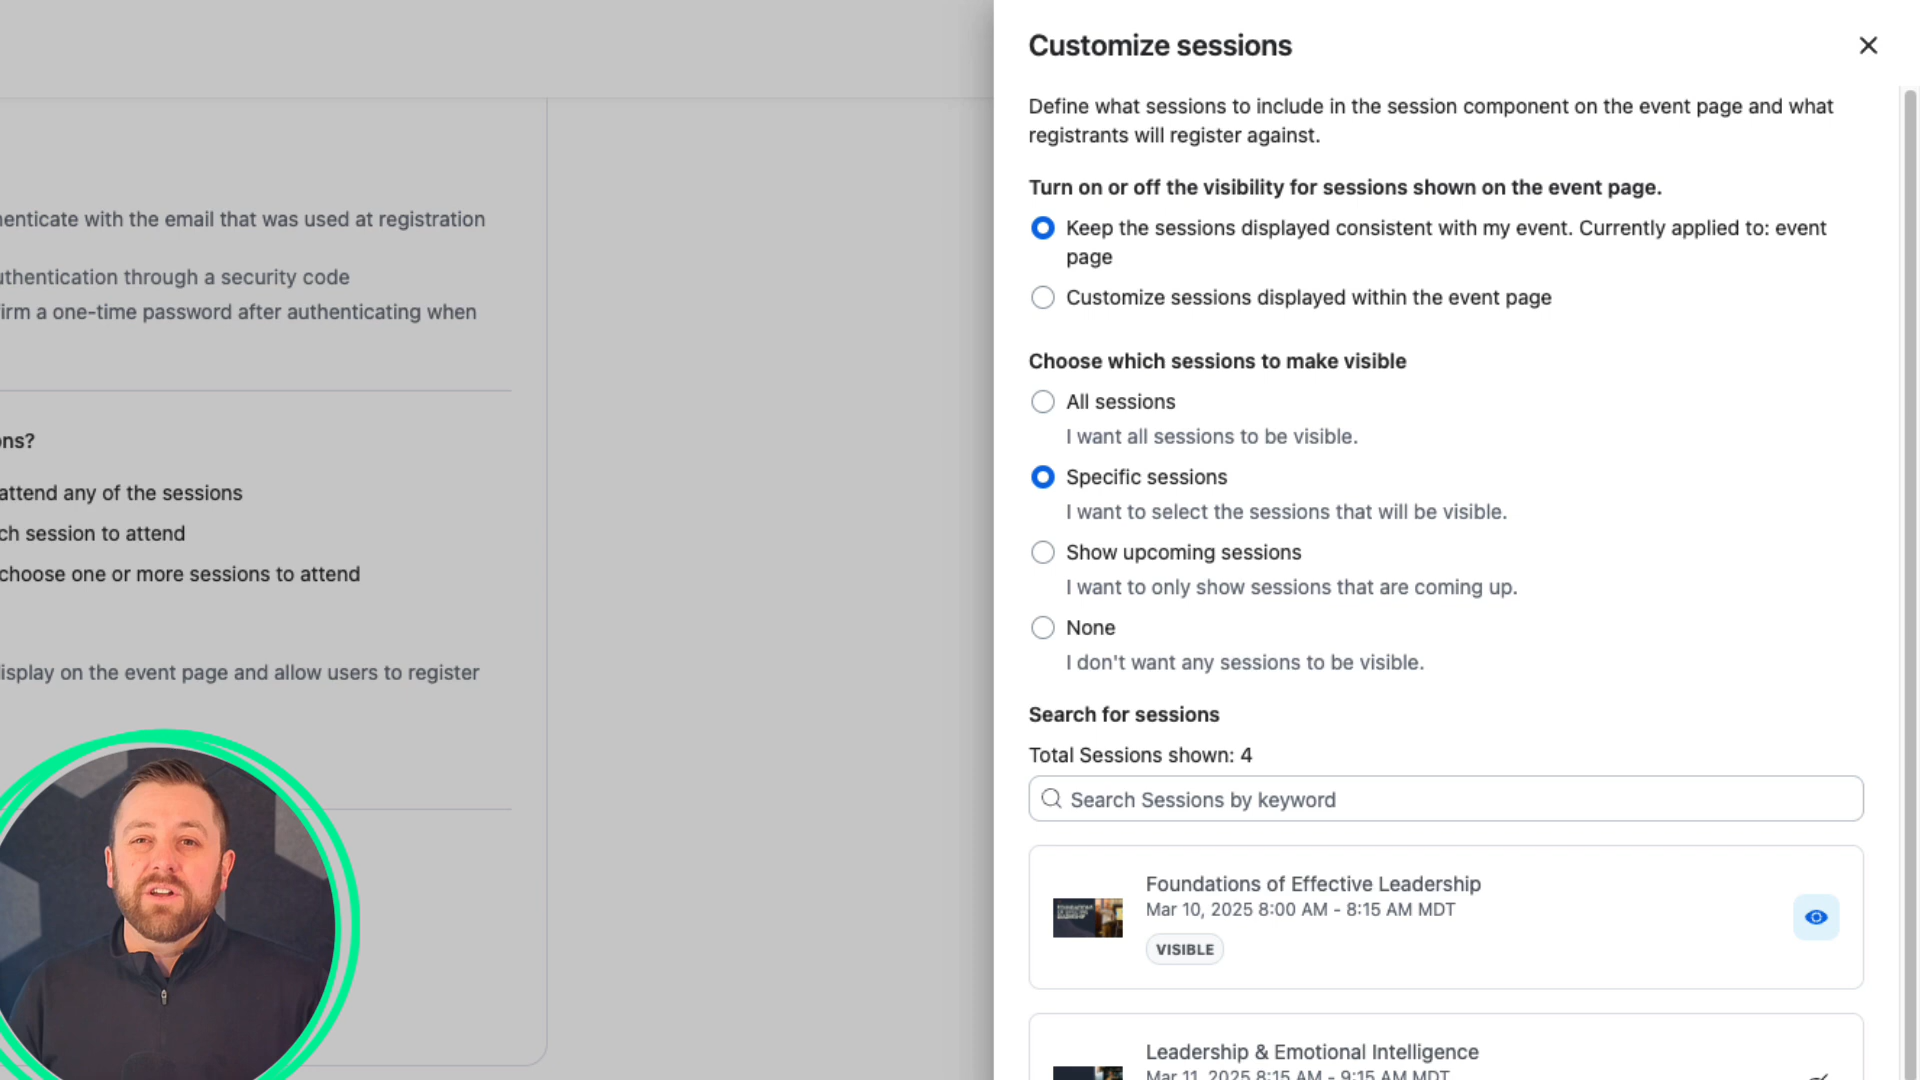 Customize sessions
Define what sessions to include in the session component on the event page and what
registrants will register against.
Turn on or off the visibility for sessions shown on the event page.
Keep the sessions displayed consistent with my event. Currently applied to: event
page
Customize sessions displayed within the event page
Choose which sessions to make visible
All sessions
I want all sessions to be visible.
Specific sessions
I want to select the sessions that will be visible.
Show upcoming sessions
I want to only show sessions that are coming up.
None
I don't want any sessions to be visible.
Search for sessions
Total Sessions shown: 4
Search Sessions by keyword
Foundations of Effective Leadership
Mar 10, 2025 8:00 AM - 8:15 AM MDT
VISIBLE
Leadership & Emotional Intelligence
Mar 11, 2025 8:15 AM - 9:15 AM MDT
with the email that was used at registration
through a security code
a one-time password after authenticating when
attend any of the sessions
session to attend
choose one or more sessions to attend
on the event page and allow users to register